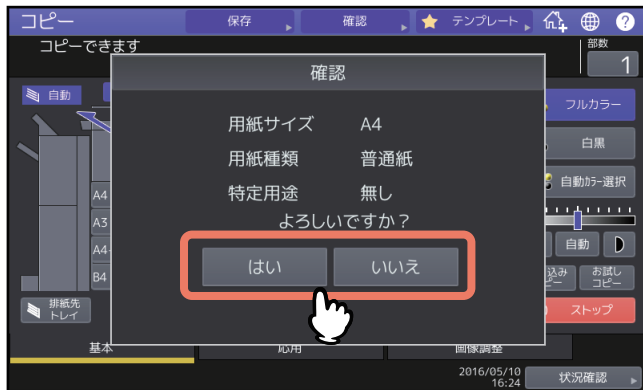 コピー
保存
確認
テンプレート
?
コピーできます
部数
1
自動
フルカラー
白黒
自動ｶﾗｰ選択
自動
お試し
コピー
ストップ
A4
A3
A4
B4
排紙先
トレイ
確認
用紙サイズ A4
用紙種類 普通紙
特定用途 無し
よろしいですか？
はい
いいえ
基本
応用
画像調整
2016/05/10
16:24
状況確認